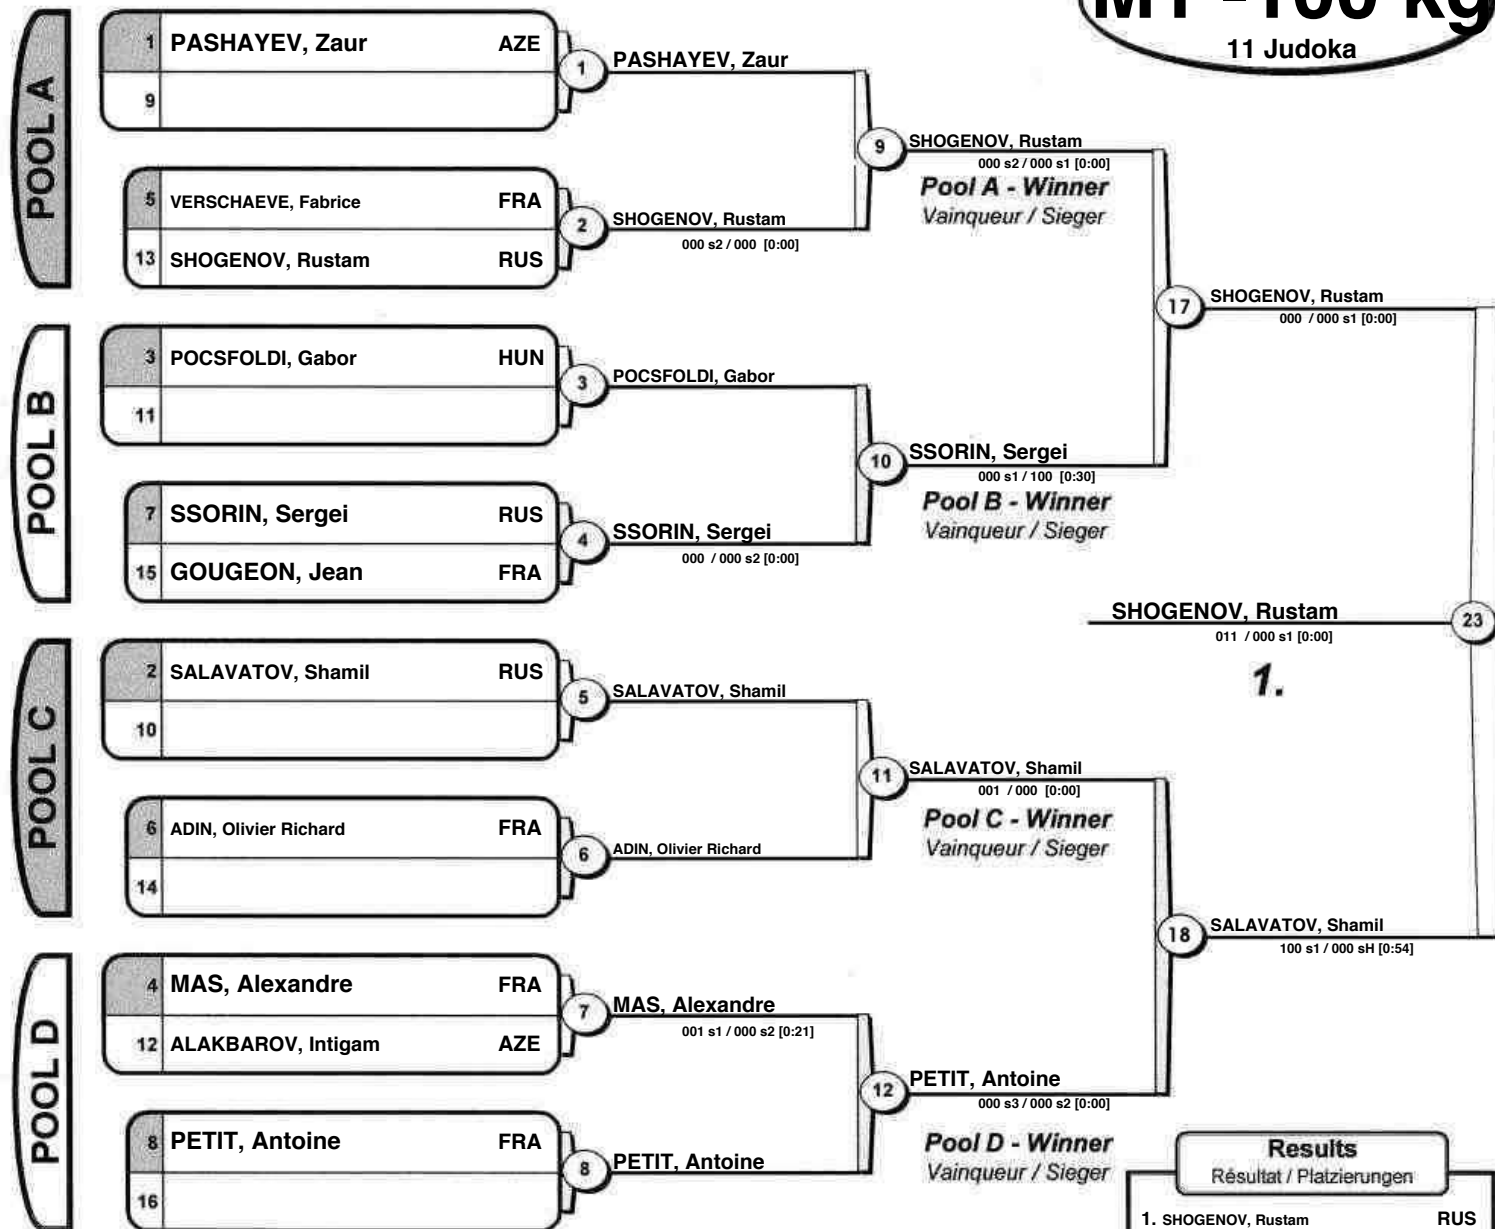 M1 -100 kg
11 Judoka
POOL A
1 PASHAYEV, Zaur AZE
9
1 PASHAYEV, Zaur
5 VERSCHAEVE, Fabrice FRA
13 SHOGENOV, Rustam RUS
2 SHOGENOV, Rustam
000 s2 / 000 [0:00]
9 SHOGENOV, Rustam
000 s2 / 000 s1 [0:00]
Pool A - Winner
Vainqueur / Sieger
POOL B
3 POCSFOLDI, Gabor HUN
11
3 POCSFOLDI, Gabor
7 SSORIN, Sergei RUS
15 GOUGEON, Jean FRA
4 SSORIN, Sergei
000 / 000 s2 [0:00]
10 SSORIN, Sergei
000 s1 / 100 [0:30]
Pool B - Winner
Vainqueur / Sieger
17 SHOGENOV, Rustam
000 / 000 s1 [0:00]
SHOGENOV, Rustam 23
011 / 000 s1 [0:00]
1.
POOL C
2 SALAVATOV, Shamil RUS
10
5 SALAVATOV, Shamil
6 ADIN, Olivier Richard FRA
14
6 ADIN, Olivier Richard
11 SALAVATOV, Shamil
001 / 000 [0:00]
Pool C - Winner
Vainqueur / Sieger
POOL D
4 MAS, Alexandre FRA
12 ALAKBAROV, Intigam AZE
7 MAS, Alexandre
001 s1 / 000 s2 [0:21]
8 PETIT, Antoine FRA
16
8 PETIT, Antoine
12 PETIT, Antoine
000 s3 / 000 s2 [0:00]
Pool D - Winner
Vainqueur / Sieger
18 SALAVATOV, Shamil
100 s1 / 000 sH [0:54]
Results
Résultat / Platzierungen
1. SHOGENOV, Rustam RUS